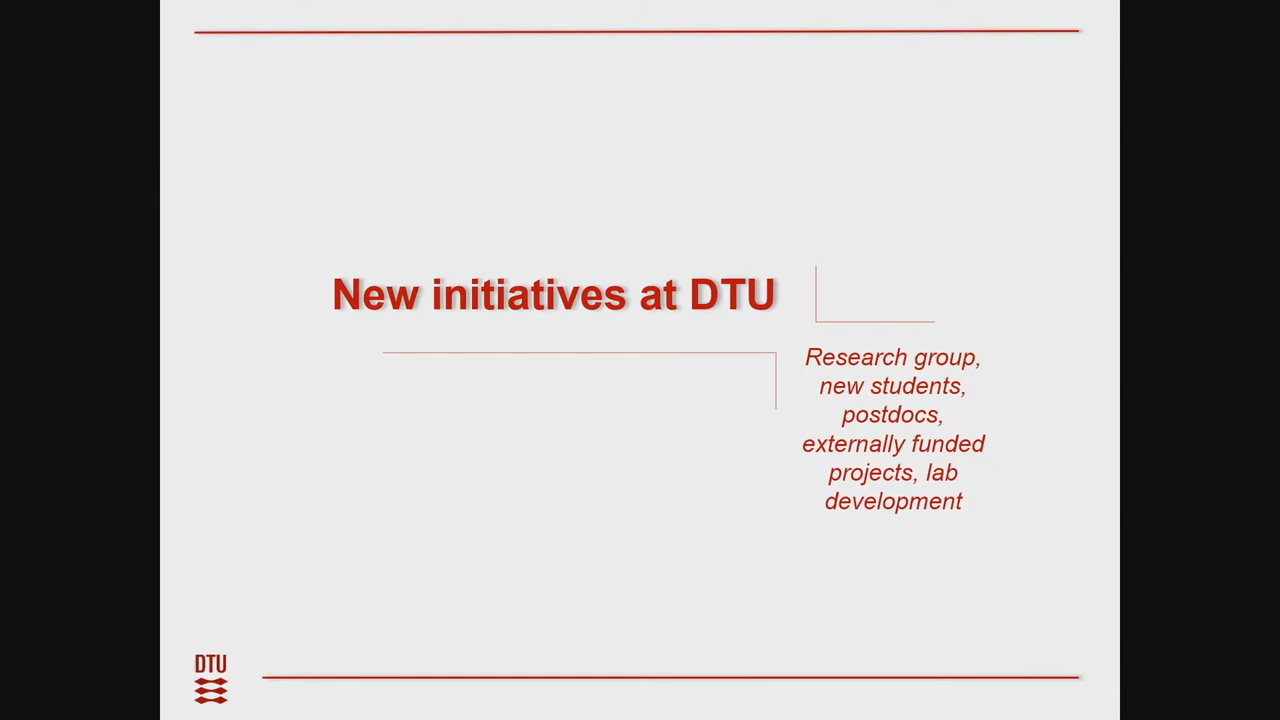 New initiatives at DTU
Research group,
new students,
postdocs,
externally funded
projects, lab
development
DTU